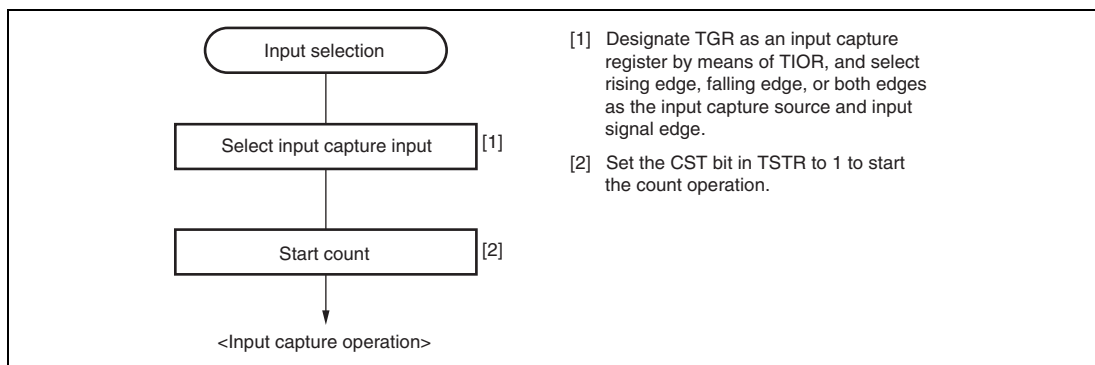 Input selection
Select input capture input
[1]
Start count
[2]
<Input capture operation>
[1] Designate TGR as an input capture
register by means of TIOR, and select
rising edge, falling edge, or both edges
as the input capture source and input
signal edge.
[2] Set the CST bit in TSTR to 1 to start
the count operation.